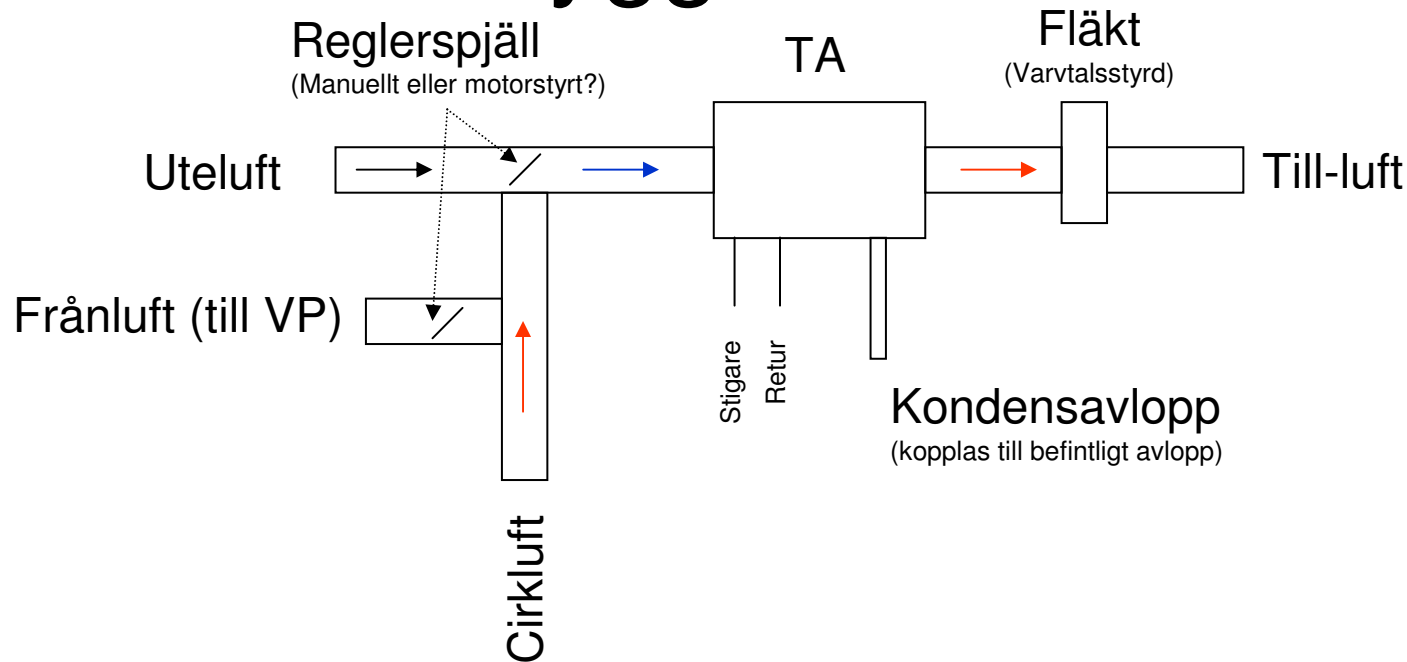 Reglerspjäll
(Manuellt eller motorstyrt?)
TA
Fläkt
(Varvtalsstyrd)
Uteluft
Till-luft
Frånluft (till VP)
Stigare
Retur
Kondensavlopp
(kopplas till befintligt avlopp)
Cirkluft